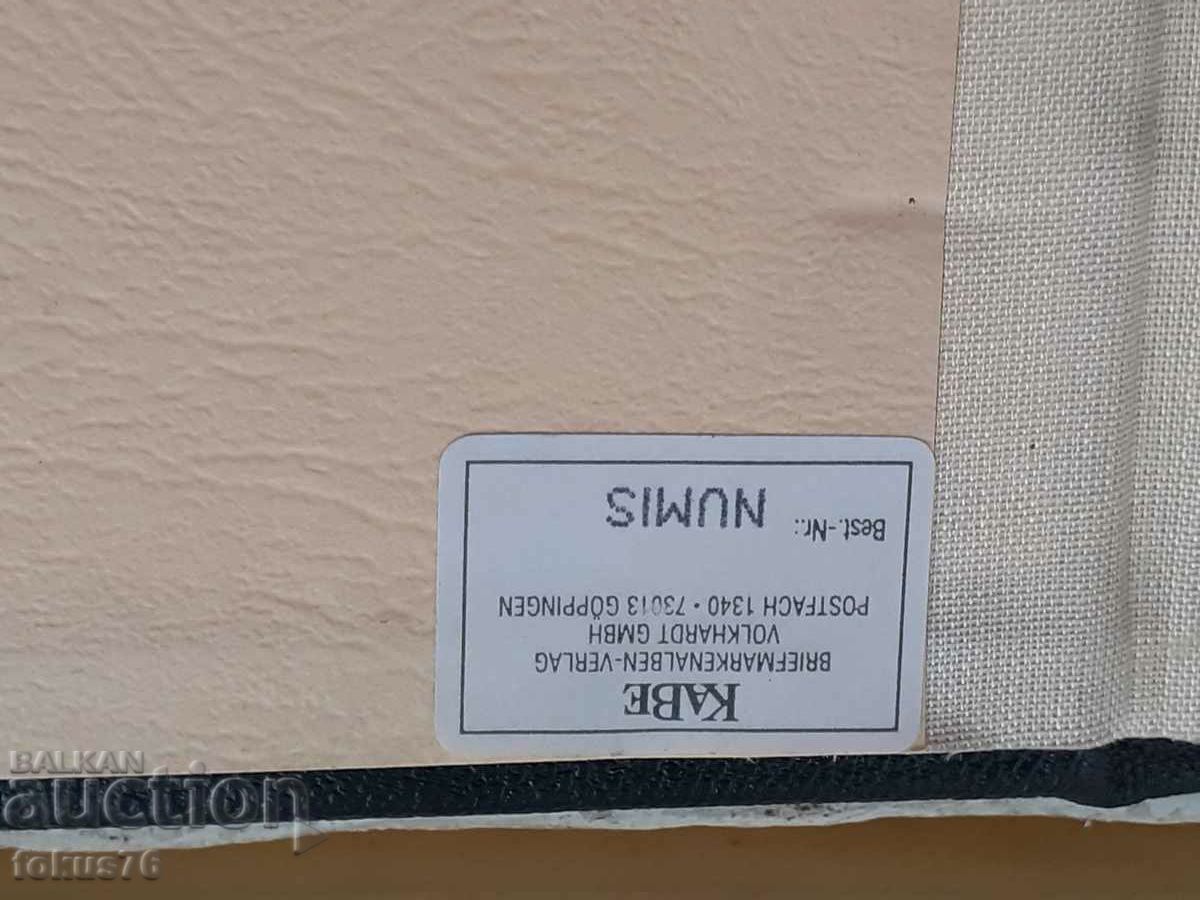 KABE
BRIEFMARKENALBEN-VERLAG
VOLKHARDT GMBH
POSTFACH 1340 • 73013 GÖPPINGEN
Best.-Nr.: NUMIS
BALKAN
auction
fokus76